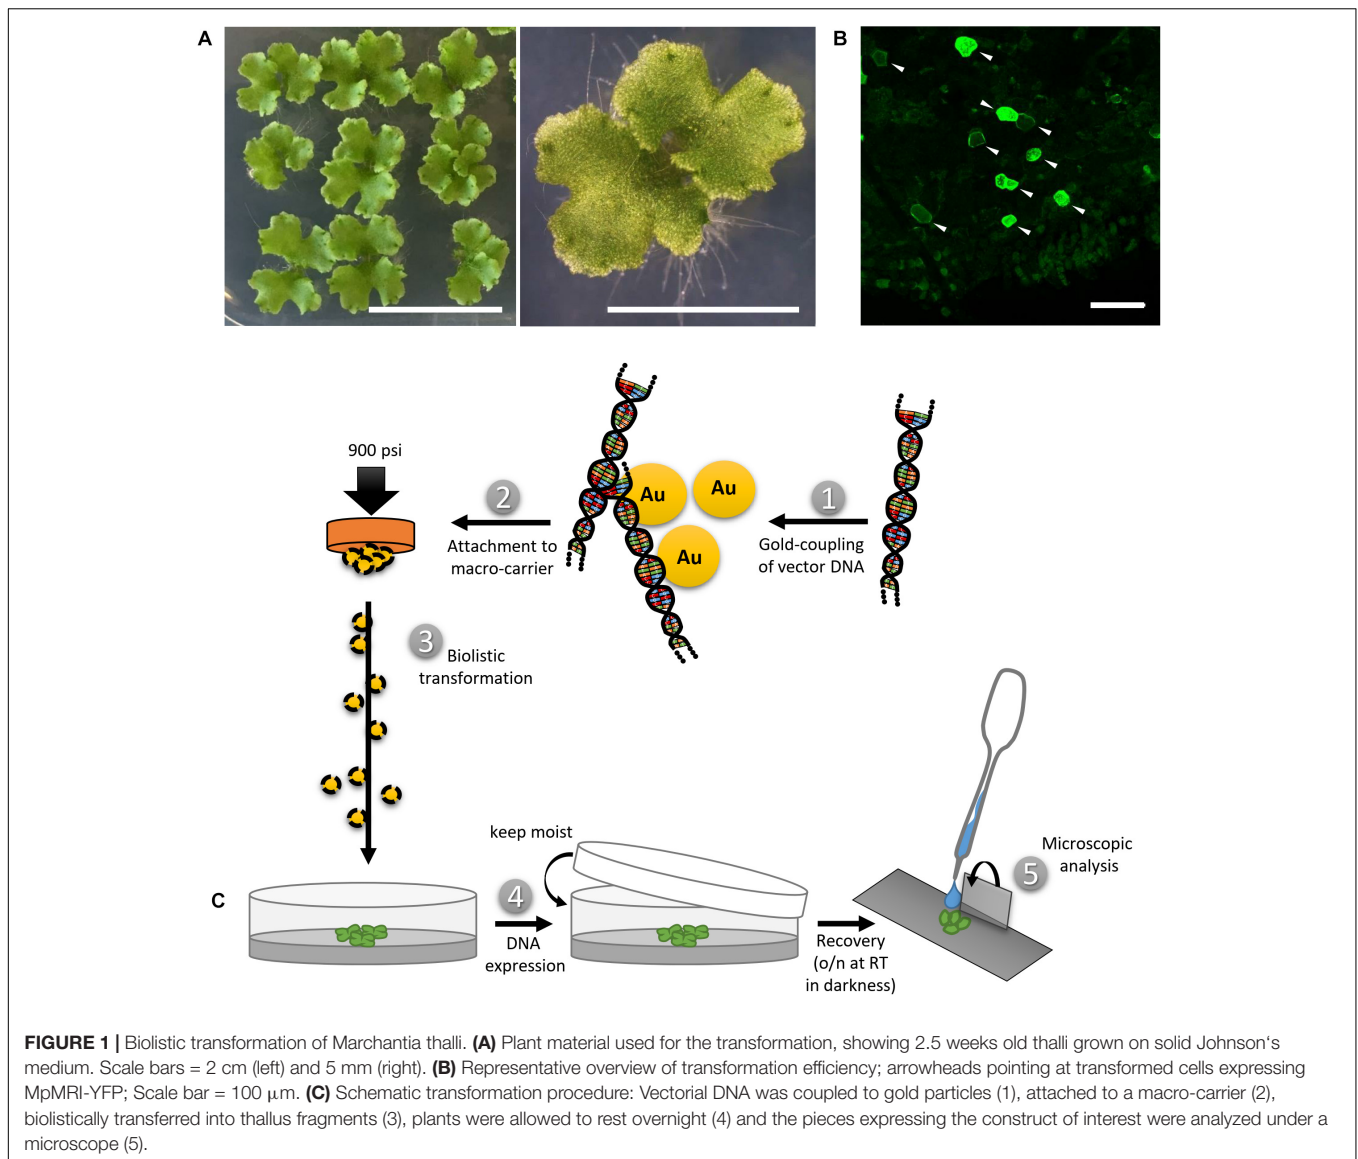 A
B
900 psi
2
Attachment to
macro-carrier
Au
Au
Au
1
Gold-coupling
of vector DNA
3
Biolistic
transformation
keep moist
C
4
DNA
expression
Recovery
(o/n at RT
in darkness)
5
Microscopic
analysis
FIGURE 1 | Biolistic transformation of Marchantia thalli. (A) Plant material used for the transformation, showing 2.5 weeks old thalli grown on solid Johnson‘s
medium. Scale bars = 2 cm (left) and 5 mm (right). (B) Representative overview of transformation efficiency; arrowheads pointing at transformed cells expressing
MpMRI-YFP; Scale bar = 100 μm. (C) Schematic transformation procedure: Vectorial DNA was coupled to gold particles (1), attached to a macro-carrier (2),
biolistically transferred into thallus fragments (3), plants were allowed to rest overnight (4) and the pieces expressing the construct of interest were analyzed under a
microscope (5).